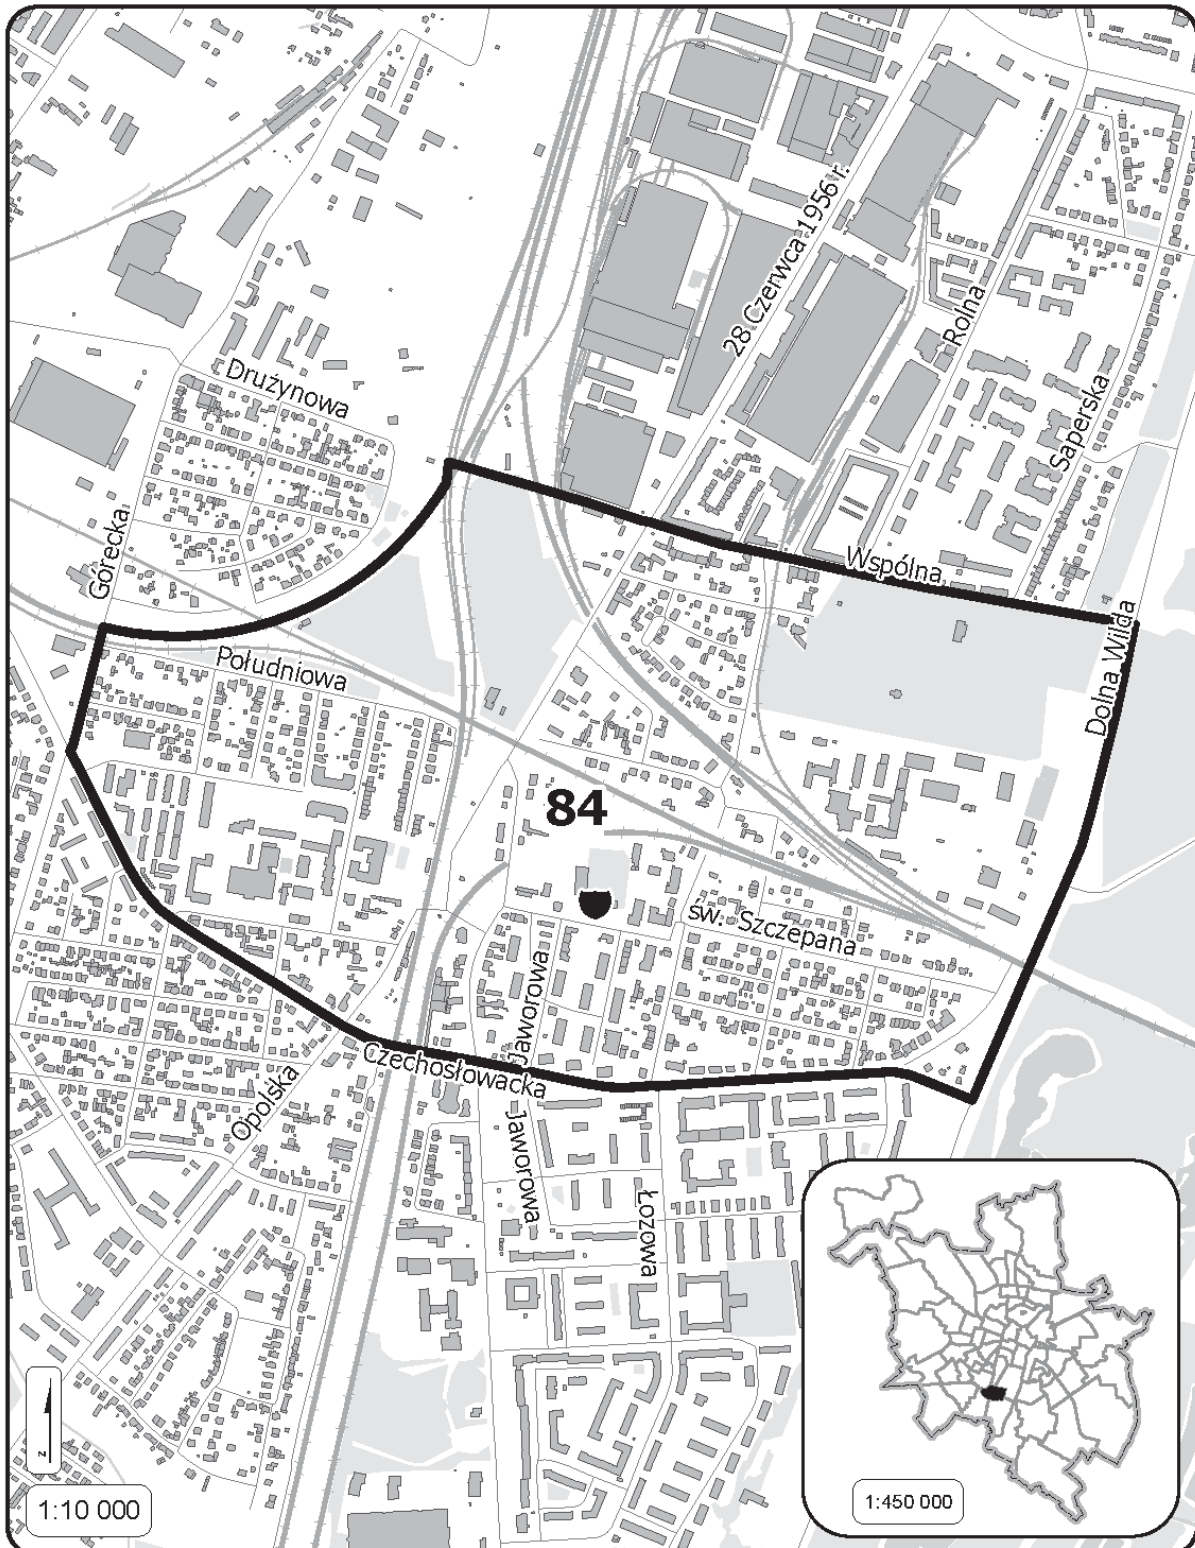 28 Czerwca 1956 r.
Rolna
Drużynowa
Saperska
Górecka
Wspólna
Dolna Wilda
Południowa
84
św. Szczepana
Jaworowa
Czechosłowacka
Opolska
Jaworowa
Łozowa
N
1:10 000
1:450 000